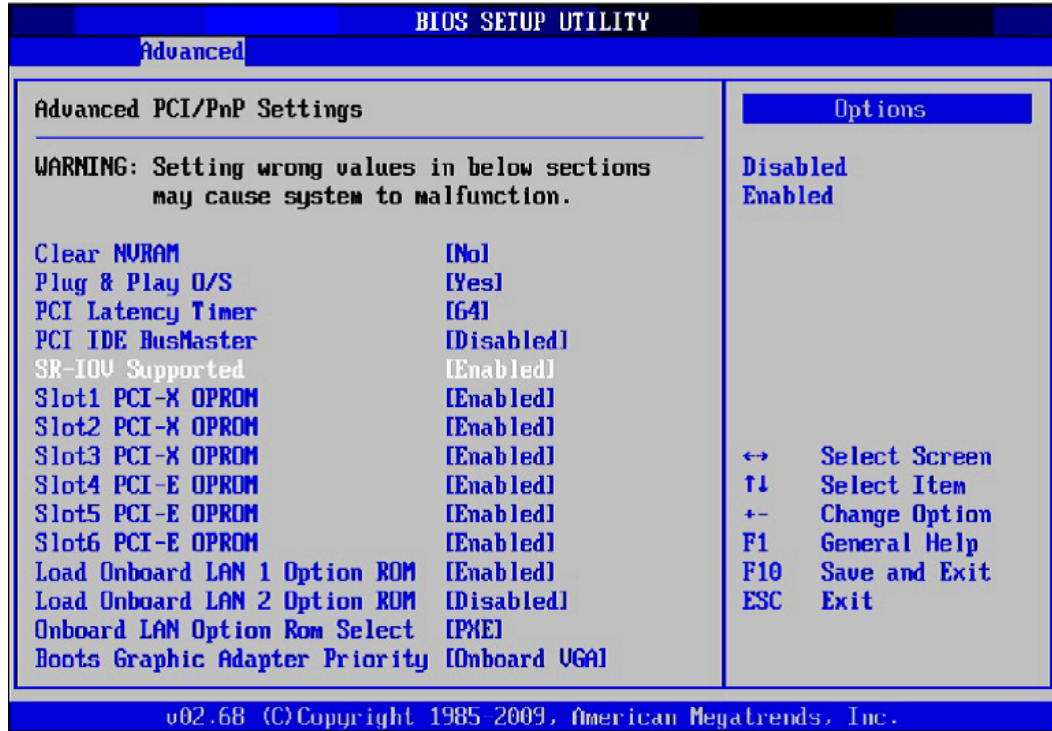 BIOS SETUP UTILITY
Advanced
Advanced PCI/PnP Settings
WARNING: Setting wrong values in below sections
may cause system to malfunction.
Clear NVRAM [No]
Plug & Play O/S [Yes]
PCI Latency Timer [64]
PCI IDE BusMaster [Disabled]
SR-IOV Supported [Enabled]
Slot1 PCI-X OPROM [Enabled]
Slot2 PCI-X OPROM [Enabled]
Slot3 PCI-X OPROM [Enabled]
Slot4 PCI-E OPROM [Enabled]
Slot5 PCI-E OPROM [Enabled]
Slot6 PCI-E OPROM [Enabled]
Load Onboard LAN 1 Option ROM [Enabled]
Load Onboard LAN 2 Option ROM [Disabled]
Onboard LAN Option Rom Select [PXE]
Boots Graphic Adapter Priority [Onboard VGA]
Options
Disabled
Enabled
↔ Select Screen
↑↓ Select Item
+- Change Option
F1 General Help
F10 Save and Exit
ESC Exit
v02.68 (C)Copyright 1985-2009, American Megatrends, Inc.